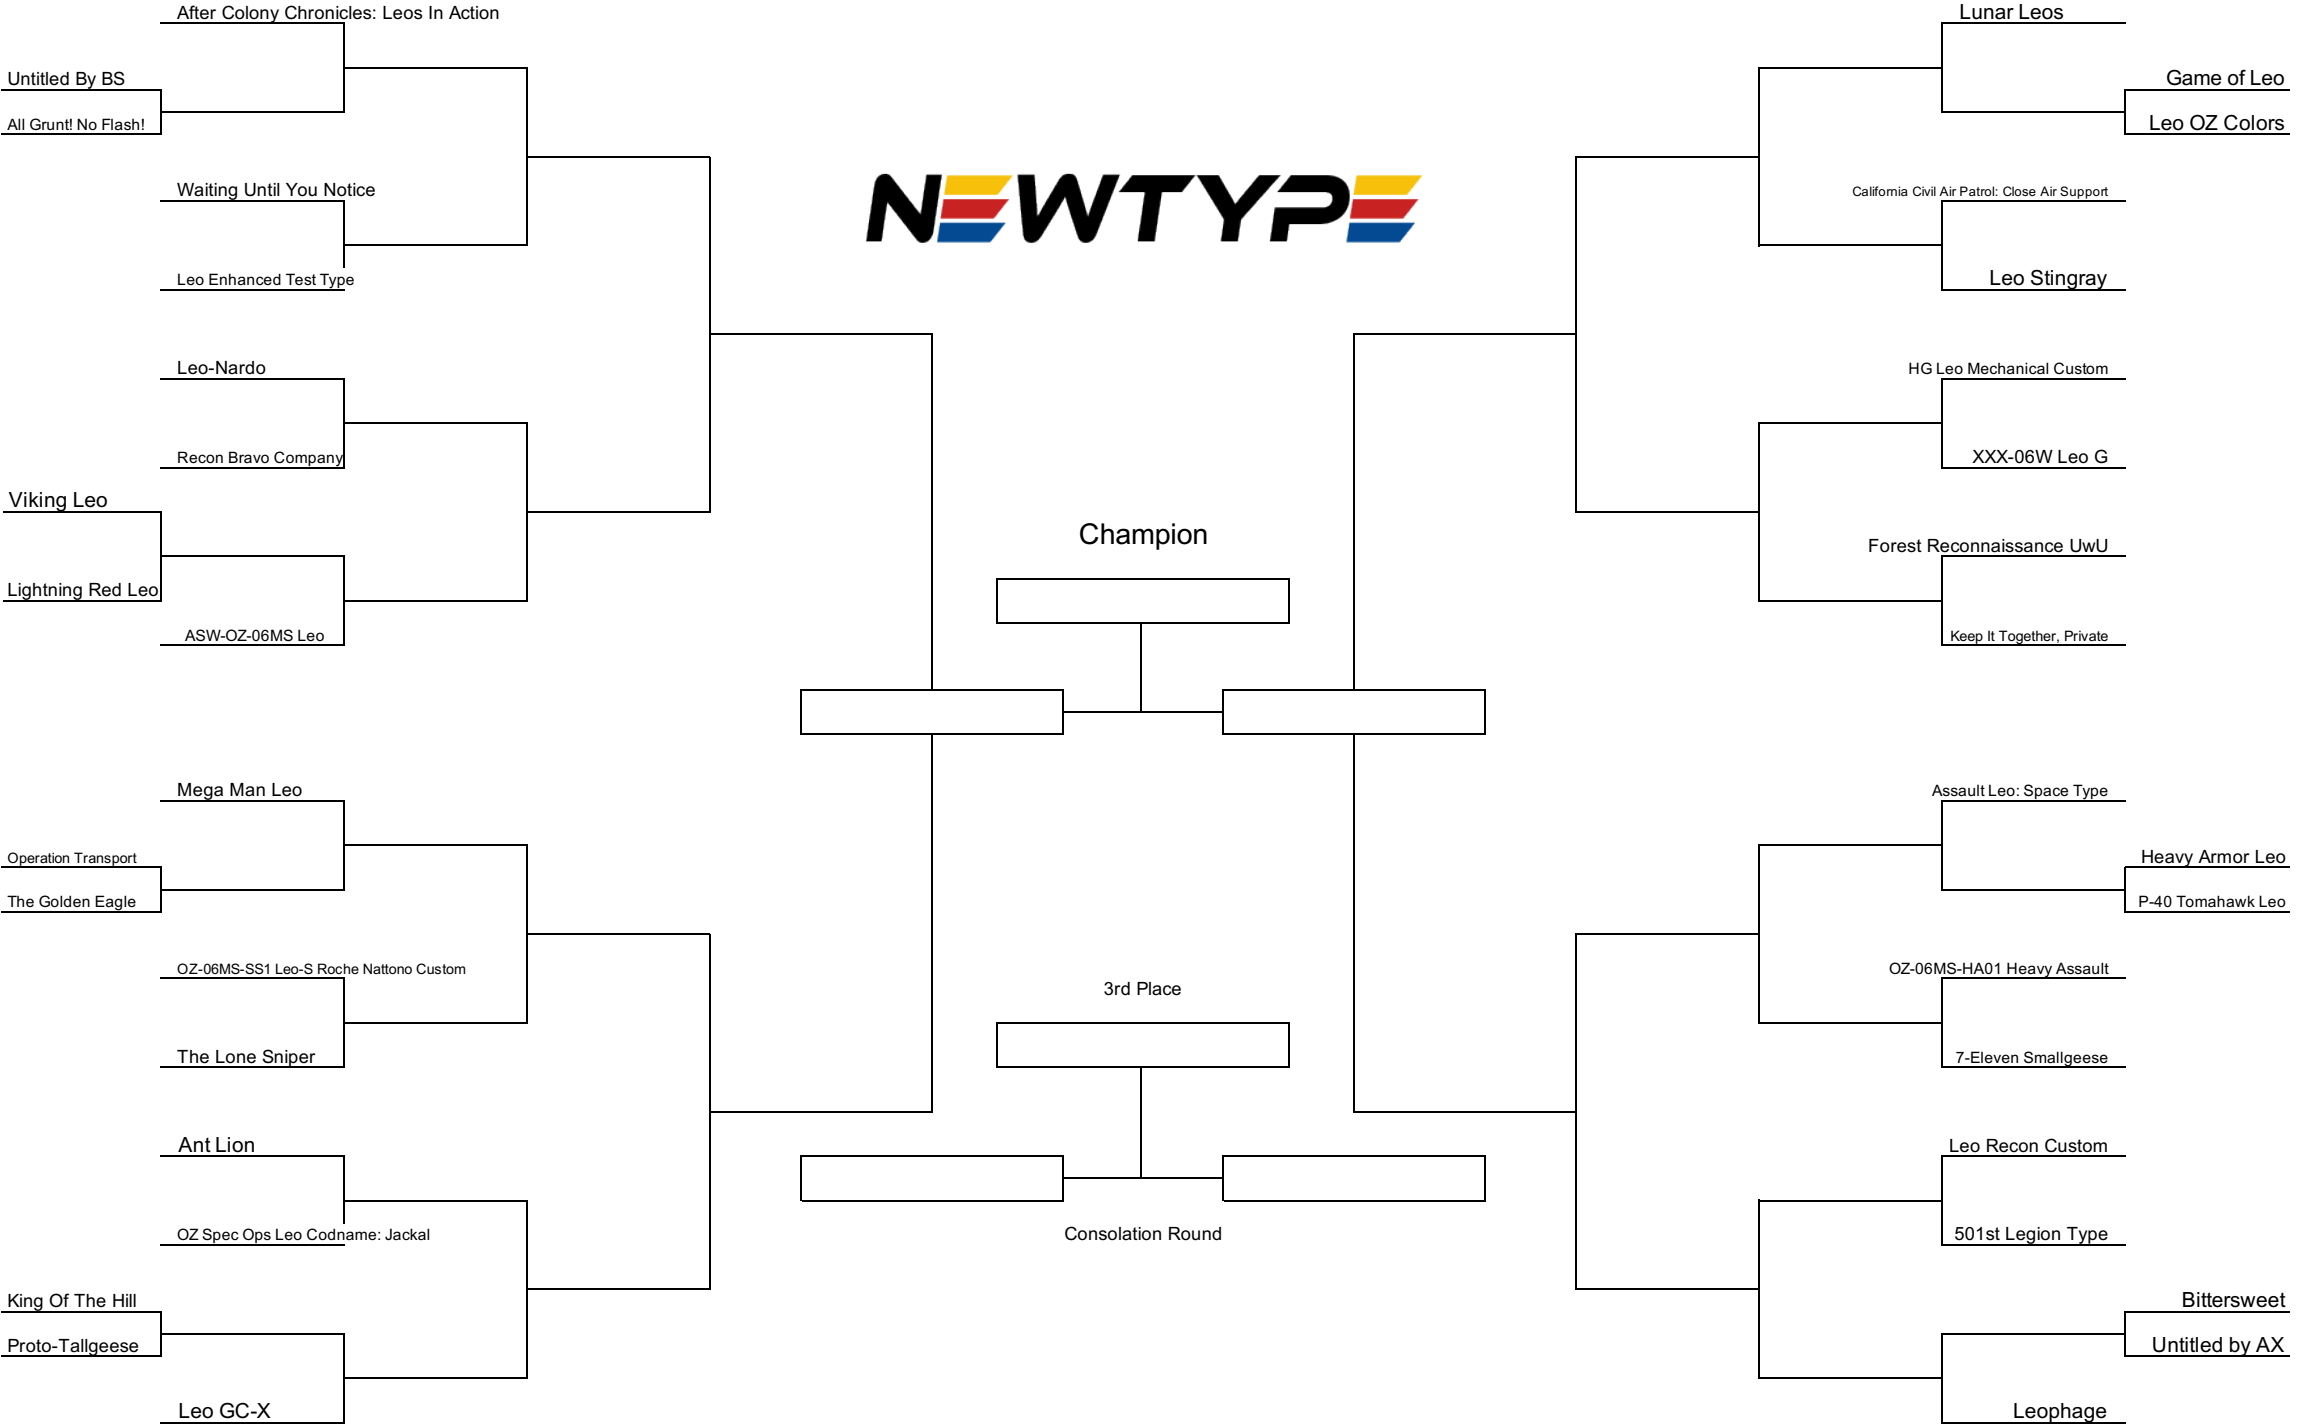 After Colony Chronicles: Leos In Action
Untitled By BS
All Grunt! No Flash!
Waiting Until You Notice
Leo Enhanced Test Type
Leo-Nardo
Recon Bravo Company
Viking Leo
Lightning Red Leo
ASW-OZ-06MS Leo
Mega Man Leo
Operation Transport
The Golden Eagle
OZ-06MS-SS1 Leo-S Roche Nattono Custom
The Lone Sniper
Ant Lion
OZ Spec Ops Leo Codname: Jackal
King Of The Hill
Proto-Tallgeese
Leo GC-X
NEWTYPE
Champion
3rd Place
Consolation Round
Lunar Leos
Game of Leo
Leo OZ Colors
California Civil Air Patrol: Close Air Support
Leo Stingray
HG Leo Mechanical Custom
XXX-06W Leo G
Forest Reconnaissance UwU
Keep It Together, Private
Assault Leo: Space Type
Heavy Armor Leo
P-40 Tomahawk Leo
OZ-06MS-HA01 Heavy Assault
7-Eleven Smallgeese
Leo Recon Custom
501st Legion Type
Bittersweet
Untitled by AX
Leophage